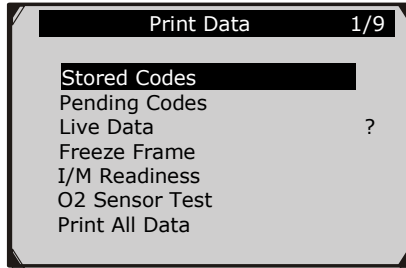 Print Data 1/9
Stored Codes
Pending Codes
Live Data ?
Freeze Frame
I/M Readiness
O2 Sensor Test
Print All Data